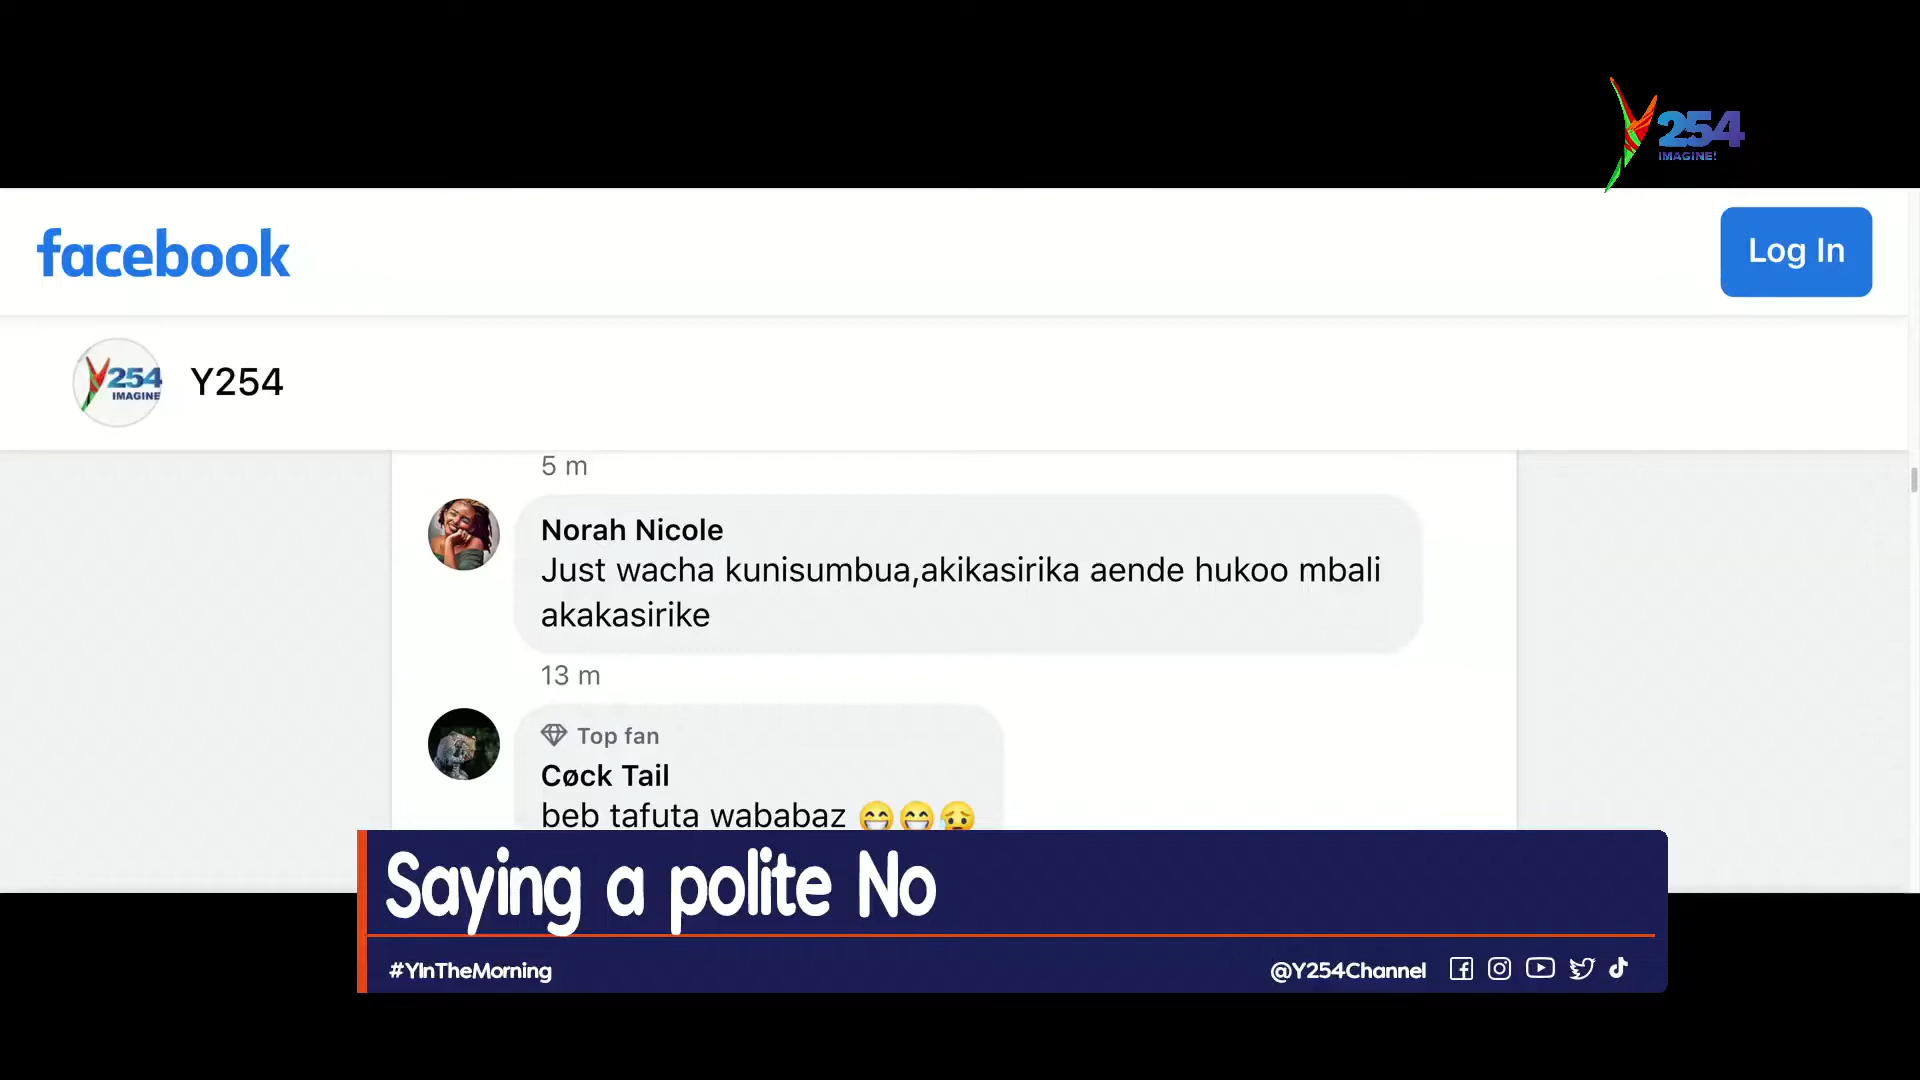 254
IMAGINE!
facebook
Log In
254
IMAGINE
Y254
5 m
Norah Nicole
Just wacha kunisumbua,akikasirika aende hukoo mbali
akakasirike
13 m
Top fan
Cøck Tail
beb tafuta wababaz 😁😁😥
Saying a polite No
#YInTheMorning
@Y254Channel